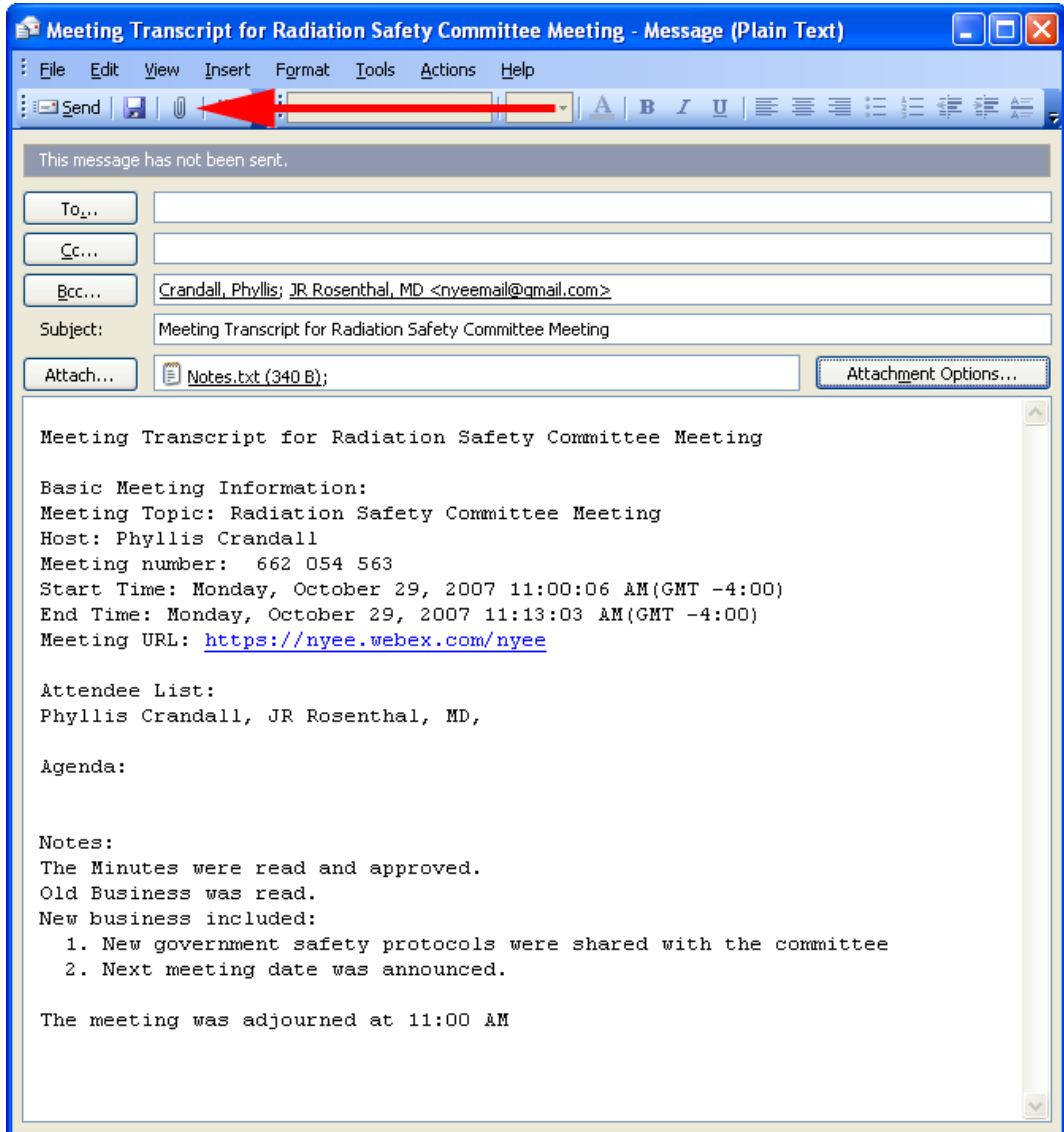 Meeting Transcript for Radiation Safety Committee Meeting - Message (Plain Text)
File Edit View Insert Format Tools Actions Help
Send A B I U
This message has not been sent.
To...
Cc...
Bcc... Crandall, Phyllis; JR Rosenthal, MD <nyeemail@gmail.com>
Subject: Meeting Transcript for Radiation Safety Committee Meeting
Attach... Notes.txt (340 B); Attachment Options...
Meeting Transcript for Radiation Safety Committee Meeting
Basic Meeting Information:
Meeting Topic: Radiation Safety Committee Meeting
Host: Phyllis Crandall
Meeting number:  662 054 563
Start Time: Monday, October 29, 2007 11:00:06 AM(GMT -4:00)
End Time: Monday, October 29, 2007 11:13:03 AM(GMT -4:00)
Meeting URL: https://nyee.webex.com/nyee
Attendee List:
Phyllis Crandall, JR Rosenthal, MD,
Agenda:
Notes:
The Minutes were read and approved.
Old Business was read.
New business included:
1. New government safety protocols were shared with the committee
2. Next meeting date was announced.
The meeting was adjourned at 11:00 AM